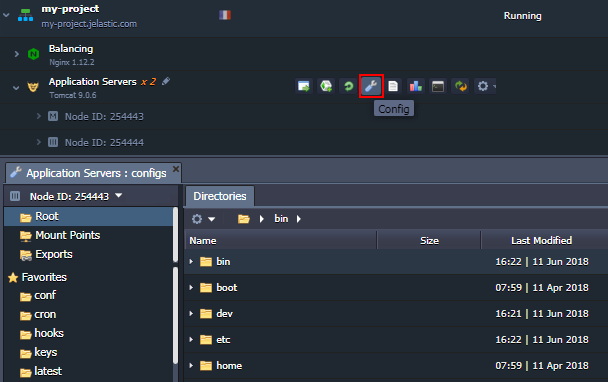 my-project
my-project.jelastic.com
Running
Balancing
Nginx 1.12.2
Application Servers x 2
Tomcat 9.0.6
Config
Node ID: 254443
Node ID: 254444
Application Servers : configs
Node ID: 254443
Directories
Root
Mount Points
Exports
Favorites
conf
cron
hooks
keys
latest
bin
Name Size Last Modified
bin 16:22 | 11 Jun 2018
boot 07:59 | 11 Apr 2018
dev 16:21 | 11 Jun 2018
etc 16:22 | 11 Jun 2018
home 07:59 | 11 Apr 2018